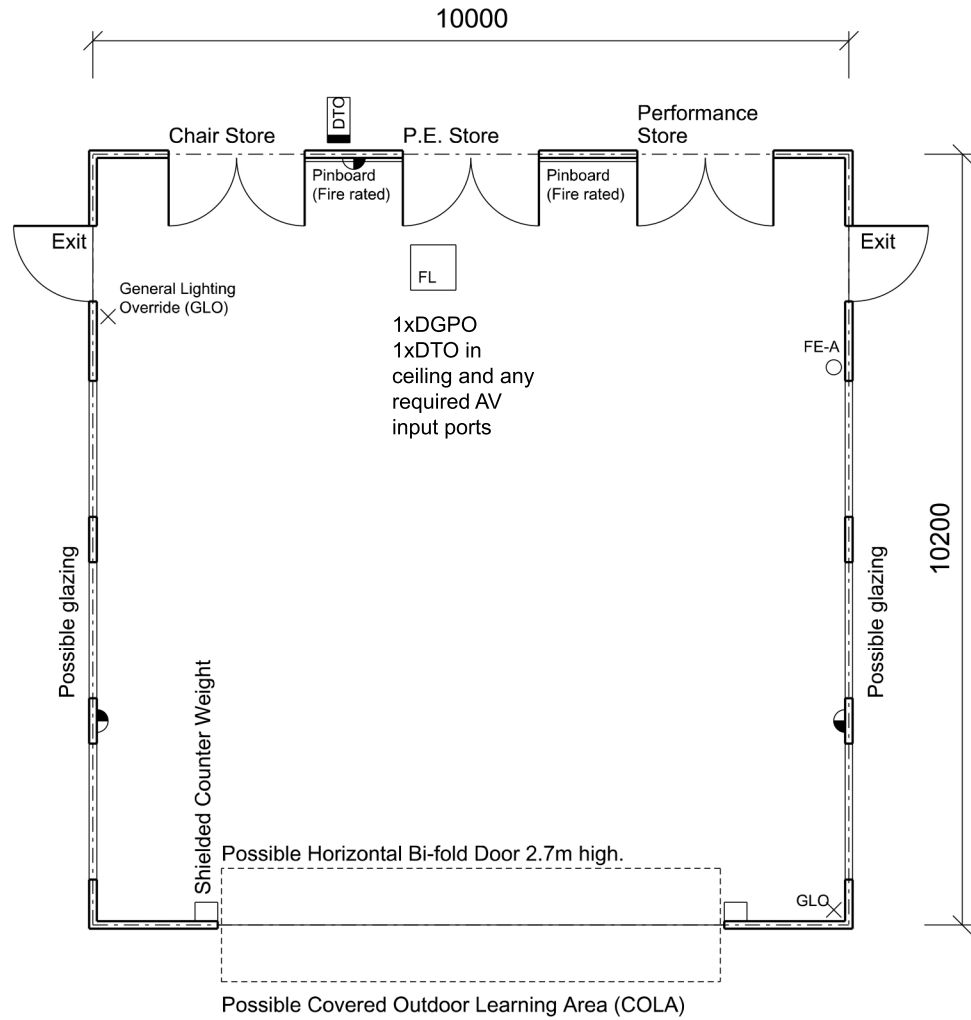 10000
DTO
Chair Store
P.E. Store
Performance
Store
Pinboard
(Fire rated)
Pinboard
(Fire rated)
Exit
Exit
FL
General Lighting
Override (GLO)
1xDGPO
1xDTO in
ceiling and any
required AV
input ports
FE-A
10200
Possible glazing
Possible glazing
Shielded Counter Weight
Possible Horizontal Bi-fold Door 2.7m high.
GLO
Possible Covered Outdoor Learning Area (COLA)